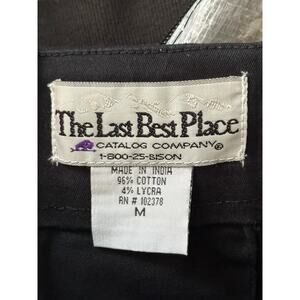 The Last Best Place
CATALOG COMPANY®
1-800-25-BISON
MADE IN INDIA
96% COTTON
4% LYCRA
RN # 102378
M